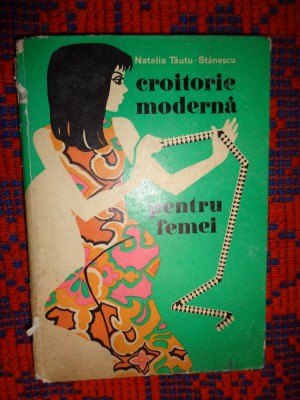 Natalia Tăutu-Stănescu
croitorie
modernă
pentru
femei